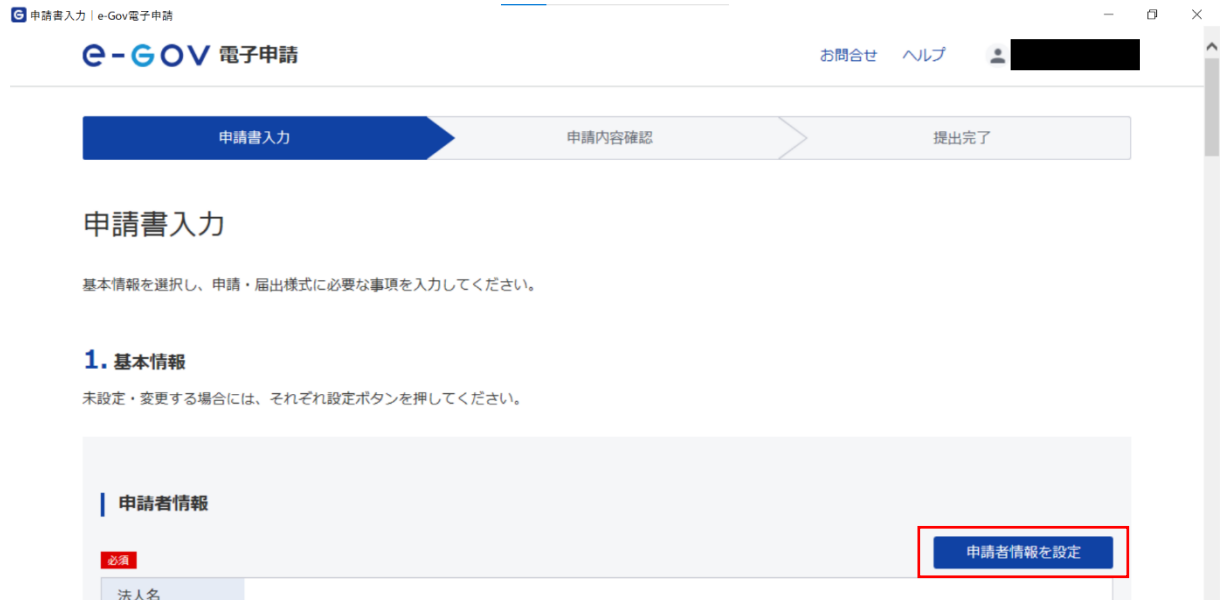 申請書入力｜e-Gov電子申請
e-GOV 電子申請
お問合せ ヘルプ
申請書入力
申請内容確認
提出完了
申請書入力
基本情報を選択し、申請・届出様式に必要な事項を入力してください。
1. 基本情報
未設定・変更する場合には、それぞれ設定ボタンを押してください。
申請者情報
必須
申請者情報を設定
法人名